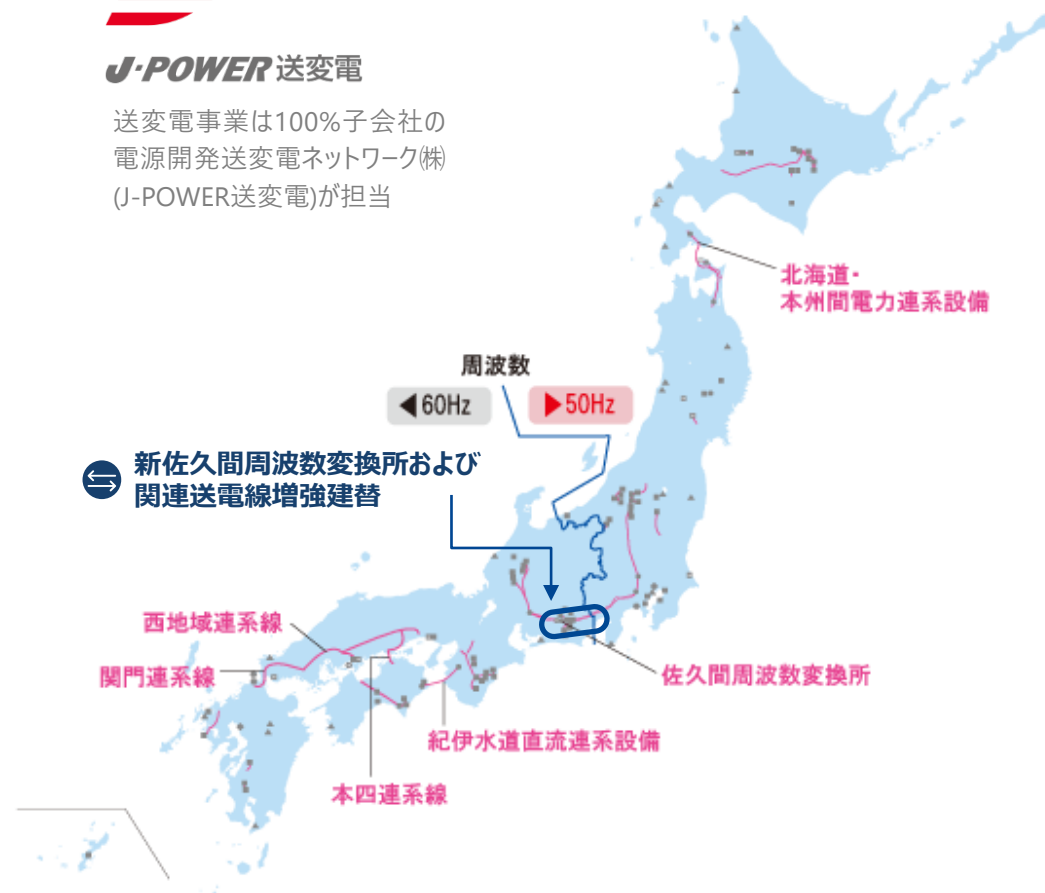 J-POWER 送変電
送変電事業は100%子会社の
電源開発送変電ネットワーク㈱
(J-POWER送変電)が担当
北海道・
本州間電力連系設備
周波数
◀60Hz ▶50Hz
新佐久間周波数変換所および
関連送電線増強建替
西地域連系線
関門連系線
佐久間周波数変換所
紀伊水道直流連系設備
本四連系線